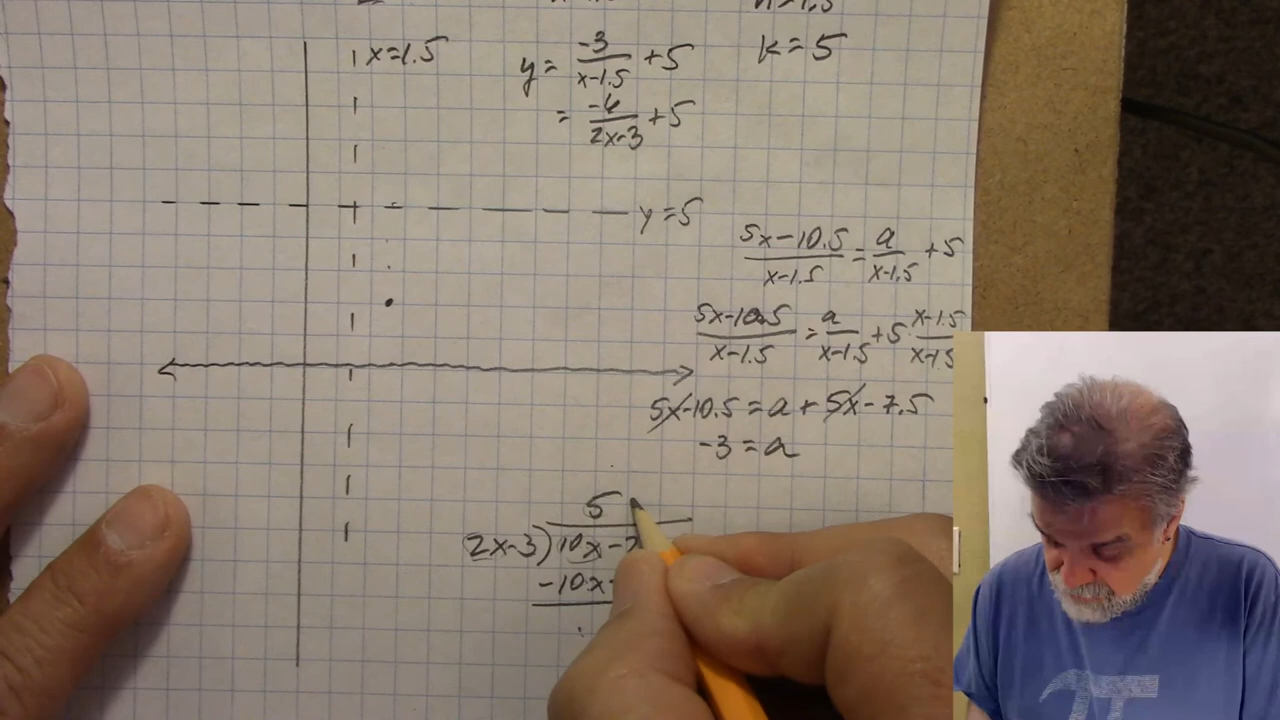 x=1.5
y = -3/(x-1.5) + 5
k = 5
= -6/(2x-3) + 5
y = 5
(5x-10.5)/(x-1.5) = a/(x-1.5) + 5
(5x-10.5)/(x-1.5) = a/(x-1.5) + 5 · (x-1.5)/(x-1.5)
5x-10.5 = a + 5x - 7.5
-3 = a
5
2x-3)10x-2
-10x
π